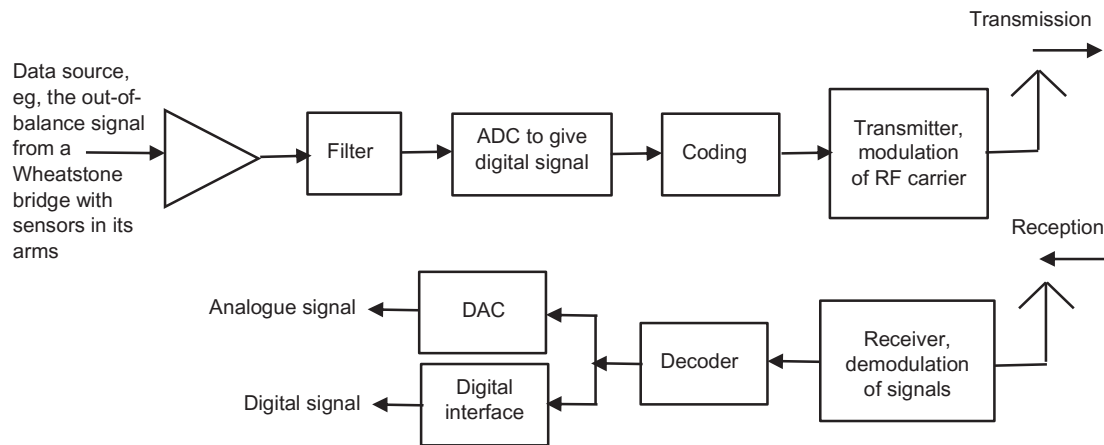 Transmission
Data source,
eg, the out-of-
balance signal
from a
Wheatstone
bridge with
sensors in its
arms
Filter
ADC to give
digital signal
Coding
Transmitter,
modulation
of RF carrier
Reception
Analogue signal
DAC
Decoder
Receiver,
demodulation
of signals
Digital signal
Digital
interface